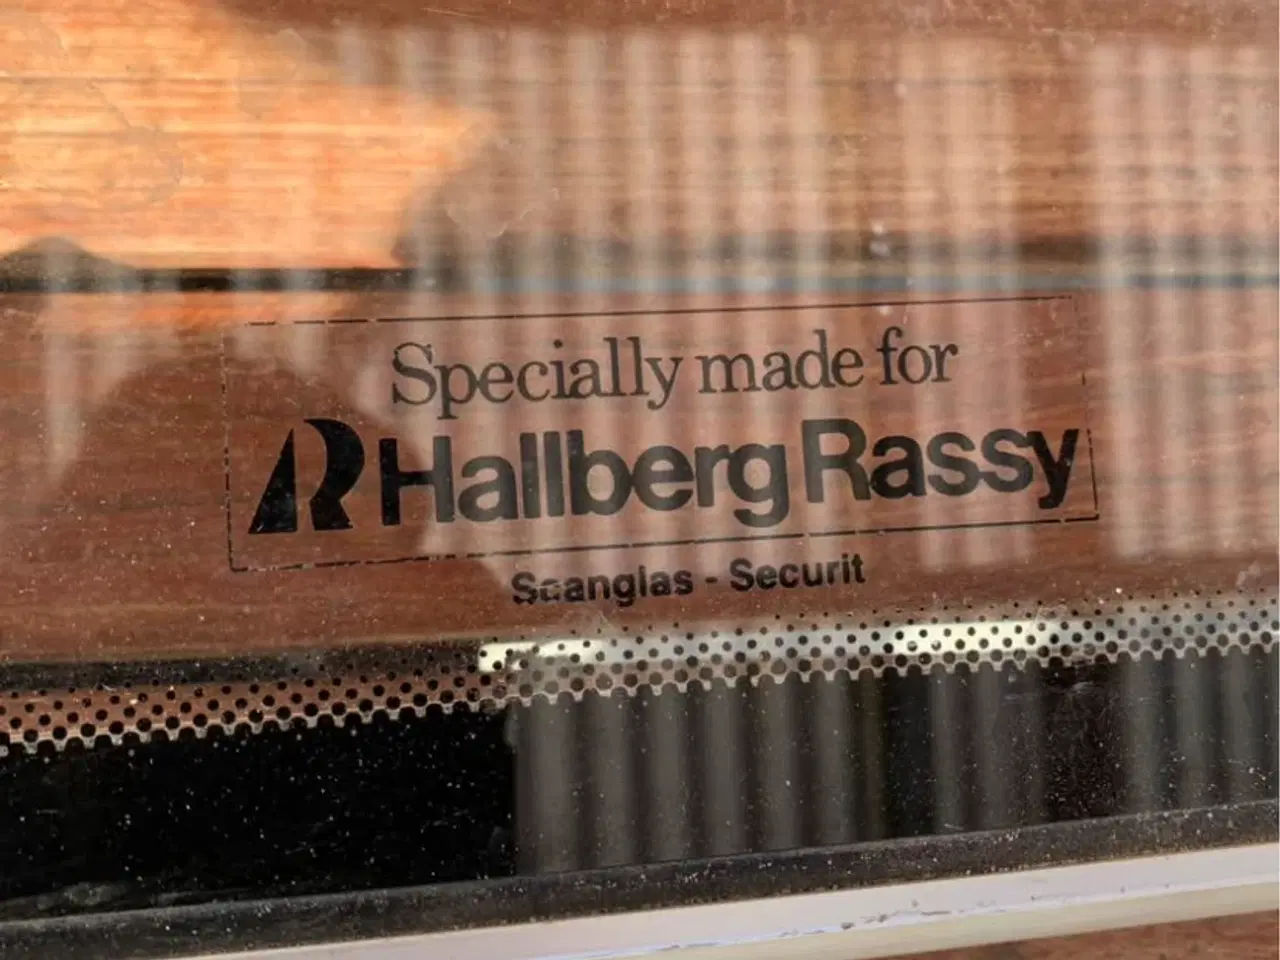 Specially made for
Hallberg Rassy
Scanglas - Securit